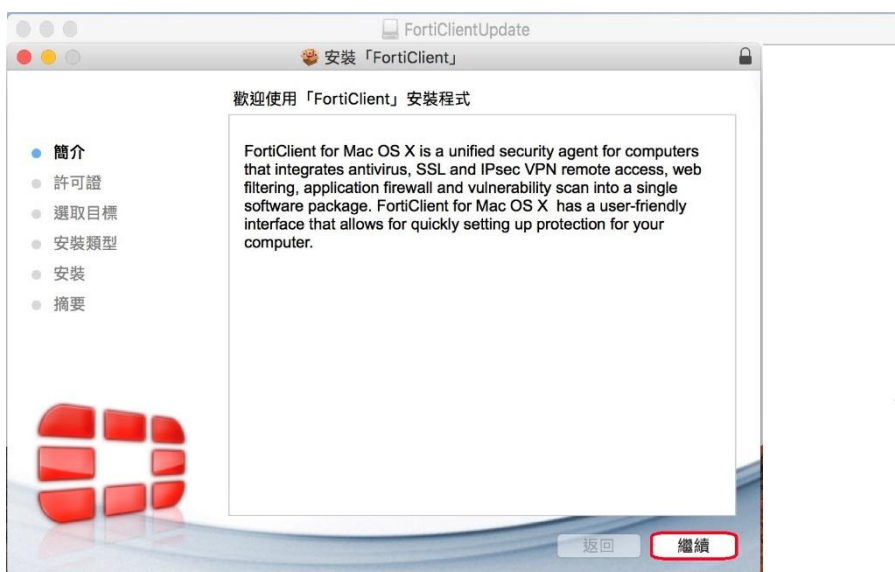 FortiClientUpdate
安裝「FortiClient」
歡迎使用「FortiClient」安裝程式
簡介
許可證
選取目標
安裝類型
安裝
摘要
FortiClient for Mac OS X is a unified security agent for computers
that integrates antivirus, SSL and IPsec VPN remote access, web
filtering, application firewall and vulnerability scan into a single
software package. FortiClient for Mac OS X  has a user-friendly
interface that allows for quickly setting up protection for your
computer.
返回
繼續